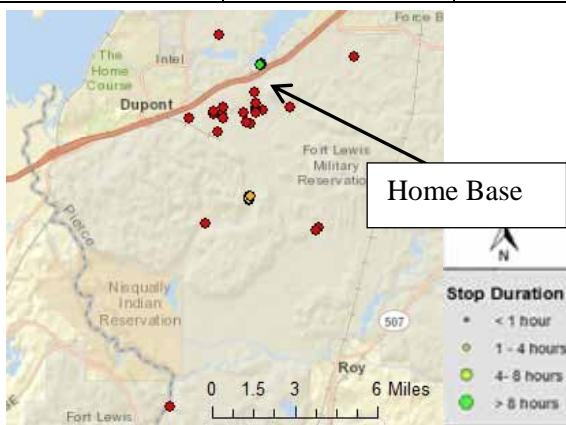 Force B
The
Home
Course
Intel
Dupont
Fort Lewis
Military
Reservatio
Home Base
Pierce
N
Nisqually
Indian
Reservation
507
Roy
0 1.5 3 6 Miles
Fort Lewis
Stop Duration
< 1 hour
1 - 4 hours
4- 8 hours
> 8 hours